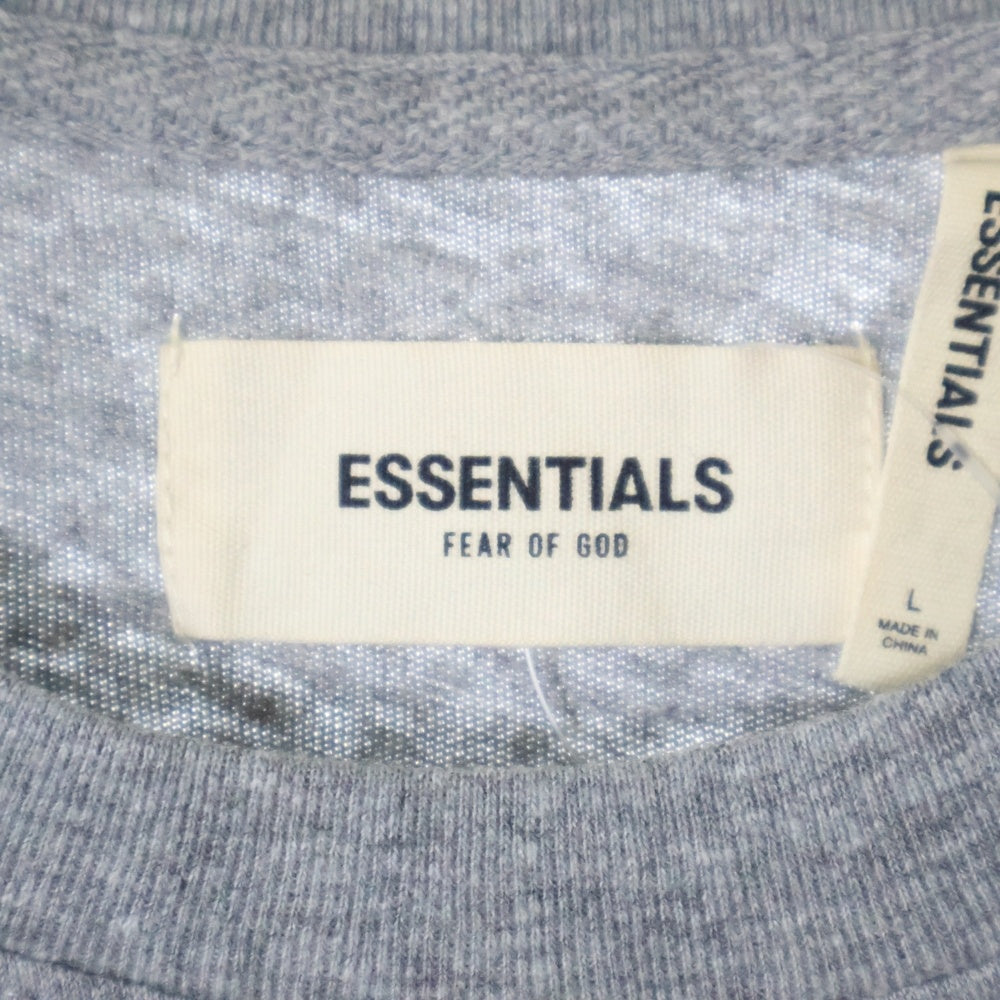 ESSENTIALS
FEAR OF GOD
ESSENTIALS
L
MADE IN
CHINA